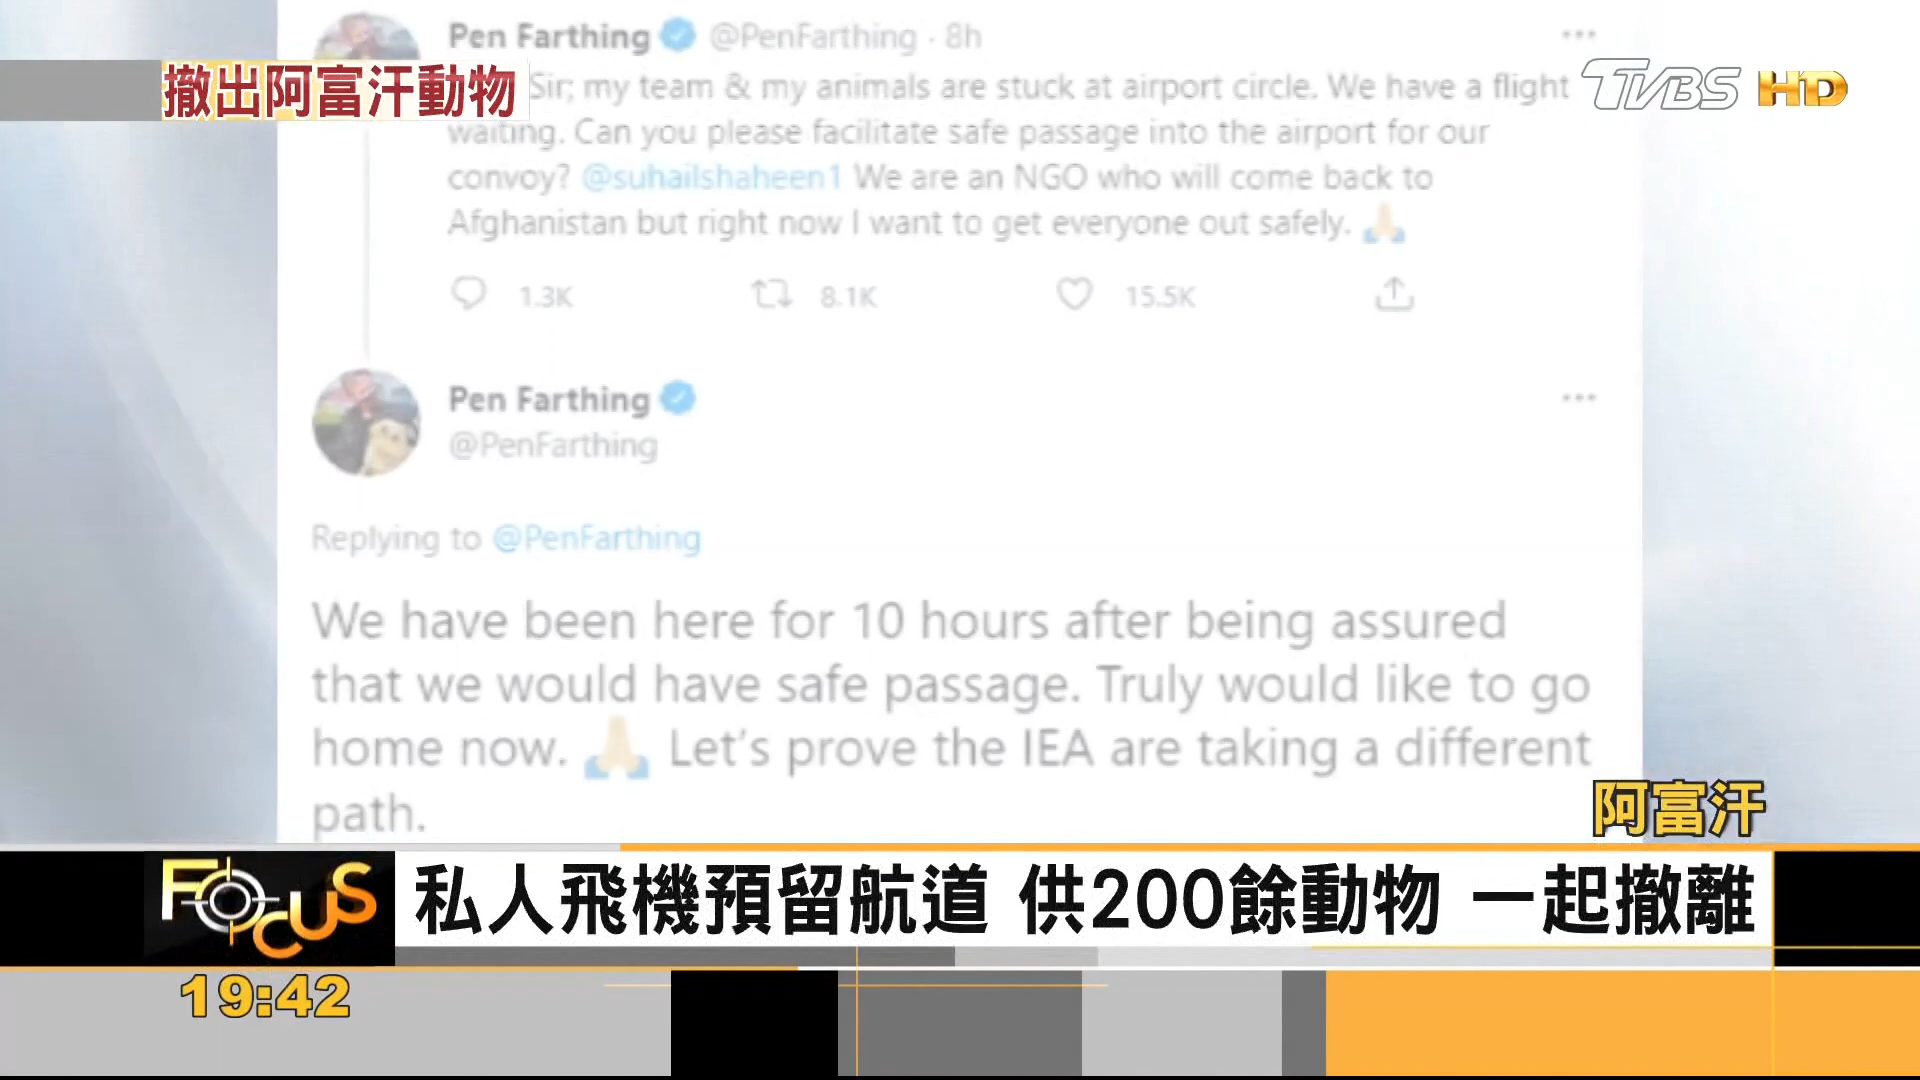 Pen Farthing @PenFarthing · 8h
撤出阿富汗動物
Sir; my team & my animals are stuck at airport circle. We have a flight
TVBS HD
waiting. Can you please facilitate safe passage into the airport for our
convoy? @suhailshaheen1 We are an NGO who will come back to
Afghanistan but right now I want to get everyone out safely. 🙏🏻
1.3K 8.1K 15.5K
Pen Farthing
@PenFarthing
Replying to @PenFarthing
We have been here for 10 hours after being assured
that we would have safe passage. Truly would like to go
home now. 🙏🏻 Let's prove the IEA are taking a different
path.
阿富汗
FOCUS
私人飛機預留航道 供200餘動物 一起撤離
19:42